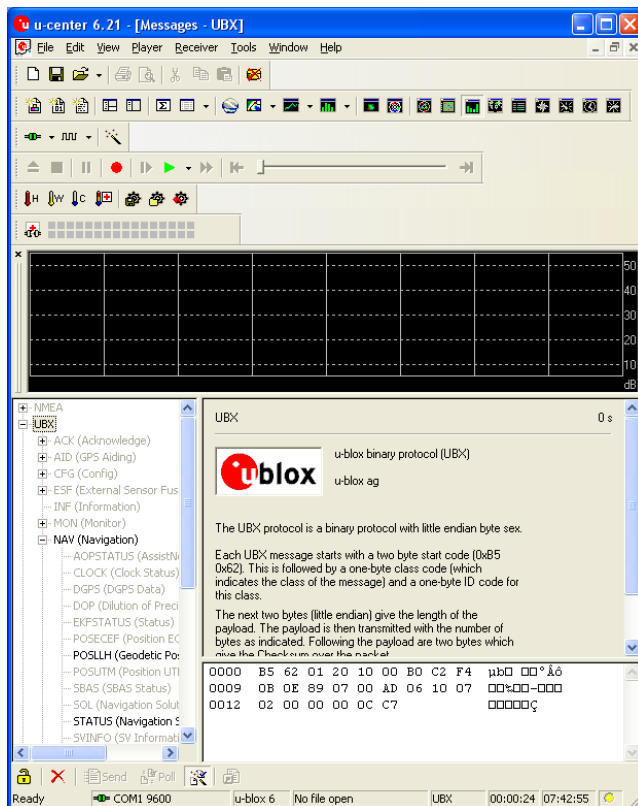 u-center 6.21 - [Messages - UBX]
File Edit View Player Receiver Tools Window Help
H W C
50
40
30
20
10
dB
NMEA
UBX
ACK (Acknowledge)
AID (GPS Aiding)
CFG (Config)
ESF (External Sensor Fus
INF (Information)
MON (Monitor)
NAV (Navigation)
AOPSTATUS (AssistN
CLOCK (Clock Status)
DGPS (DGPS Data)
DOP (Dilution of Preci
EKFSTATUS (Status)
POSECEF (Position EC
POSLLH (Geodetic Pos
POSUTM (Position UTI
SBAS (SBAS Status)
SOL (Navigation Solut
STATUS (Navigation S
SVINFO (SV Informati
UBX 0 s
ublox
u-blox binary protocol (UBX)
u-blox ag
The UBX protocol is a binary protocol with little endian byte sex.
Each UBX message starts with a two byte start code (0xB5
0x62). This is followed by a one-byte class code (which
indicates the class of the message) and a one-byte ID code for
this class.
The next two bytes (little endian) give the length of the
payload. The payload is then transmitted with the number
of bytes as indicated. Following the payload are two bytes which
give the Checksum over the packet
0000 B5 62 01 20 10 00 B0 C2 F4 µb□ □□°Âô
0009 0B 0E 89 07 00 AD 06 10 07 □□‰□□-□□□
0012 02 00 00 00 0C C7 □□□□□Ç
Send Poll
Ready COM1 9600 u-blox 6 No file open UBX 00:00:24 07:42:55